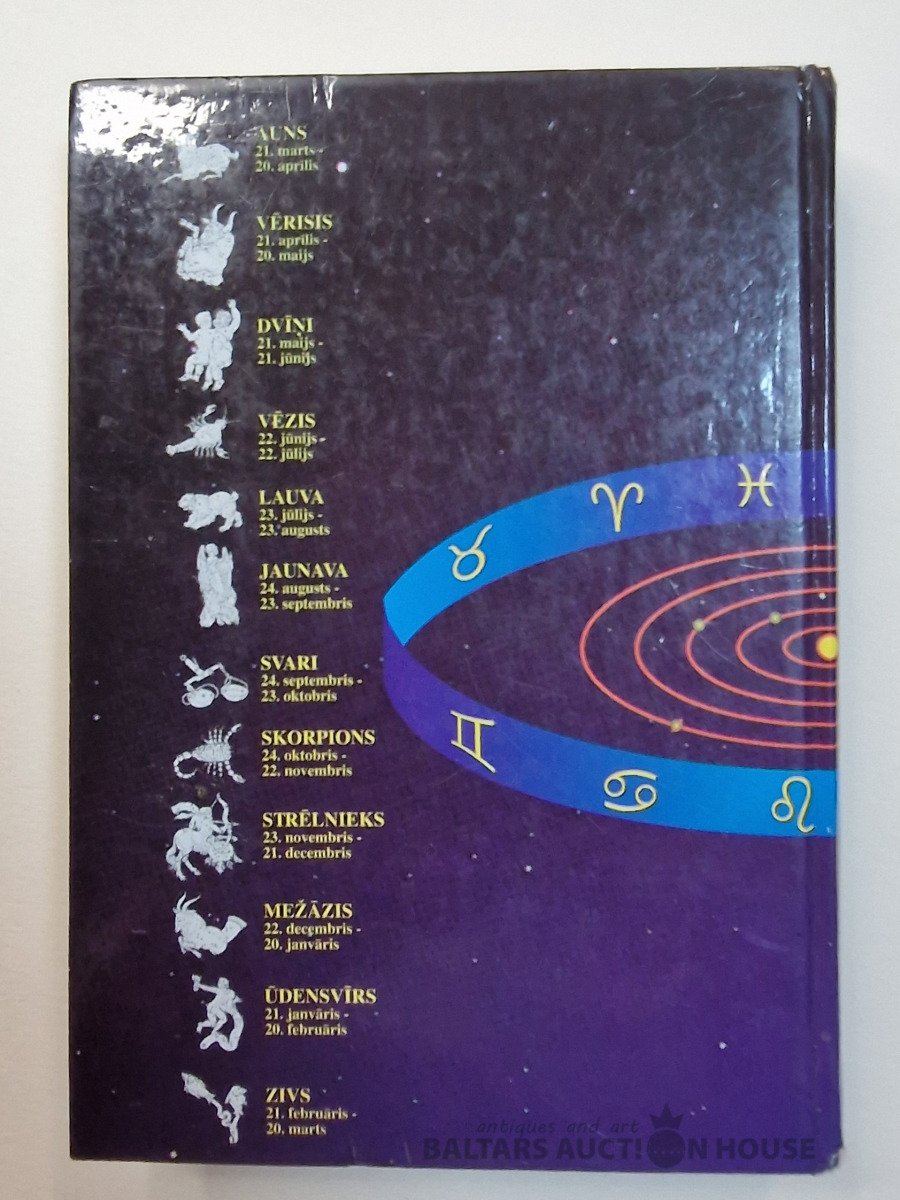 AUNS
21. marts -
20. aprīlis
VĒRISIS
21. aprīlis -
20. maijs
DVĪŅI
21. maijs -
21. jūnijs
VĒZIS
22. jūnijs -
22. jūlijs
LAUVA
23. jūlijs -
23. augusts
JAUNAVA
24. augusts -
23. septembris
SVARI
24. septembris -
23. oktobris
SKORPIONS
24. oktobris -
22. novembris
STRĒLNIEKS
23. novembris -
21. decembris
MEŽĀZIS
22. decembris -
20. janvāris
ŪDENSVĪRS
21. janvāris -
20. februāris
ZIVS
21. februāris -
20. marts
antiques and art
BALTARS AUCTION HOUSE